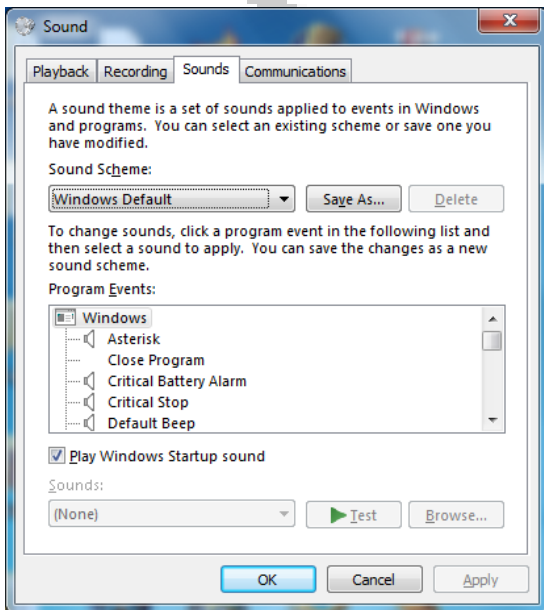 Sound
Playback Recording Sounds Communications
A sound theme is a set of sounds applied to events in Windows
and programs. You can select an existing scheme or save one you
have modified.
Sound Scheme:
Windows Default Save As... Delete
To change sounds, click a program event in the following list and
then select a sound to apply. You can save the changes as a new
sound scheme.
Program Events:
Windows
Asterisk
Close Program
Critical Battery Alarm
Critical Stop
Default Beep
Play Windows Startup sound
Sounds:
(None) Test Browse...
OK Cancel Apply